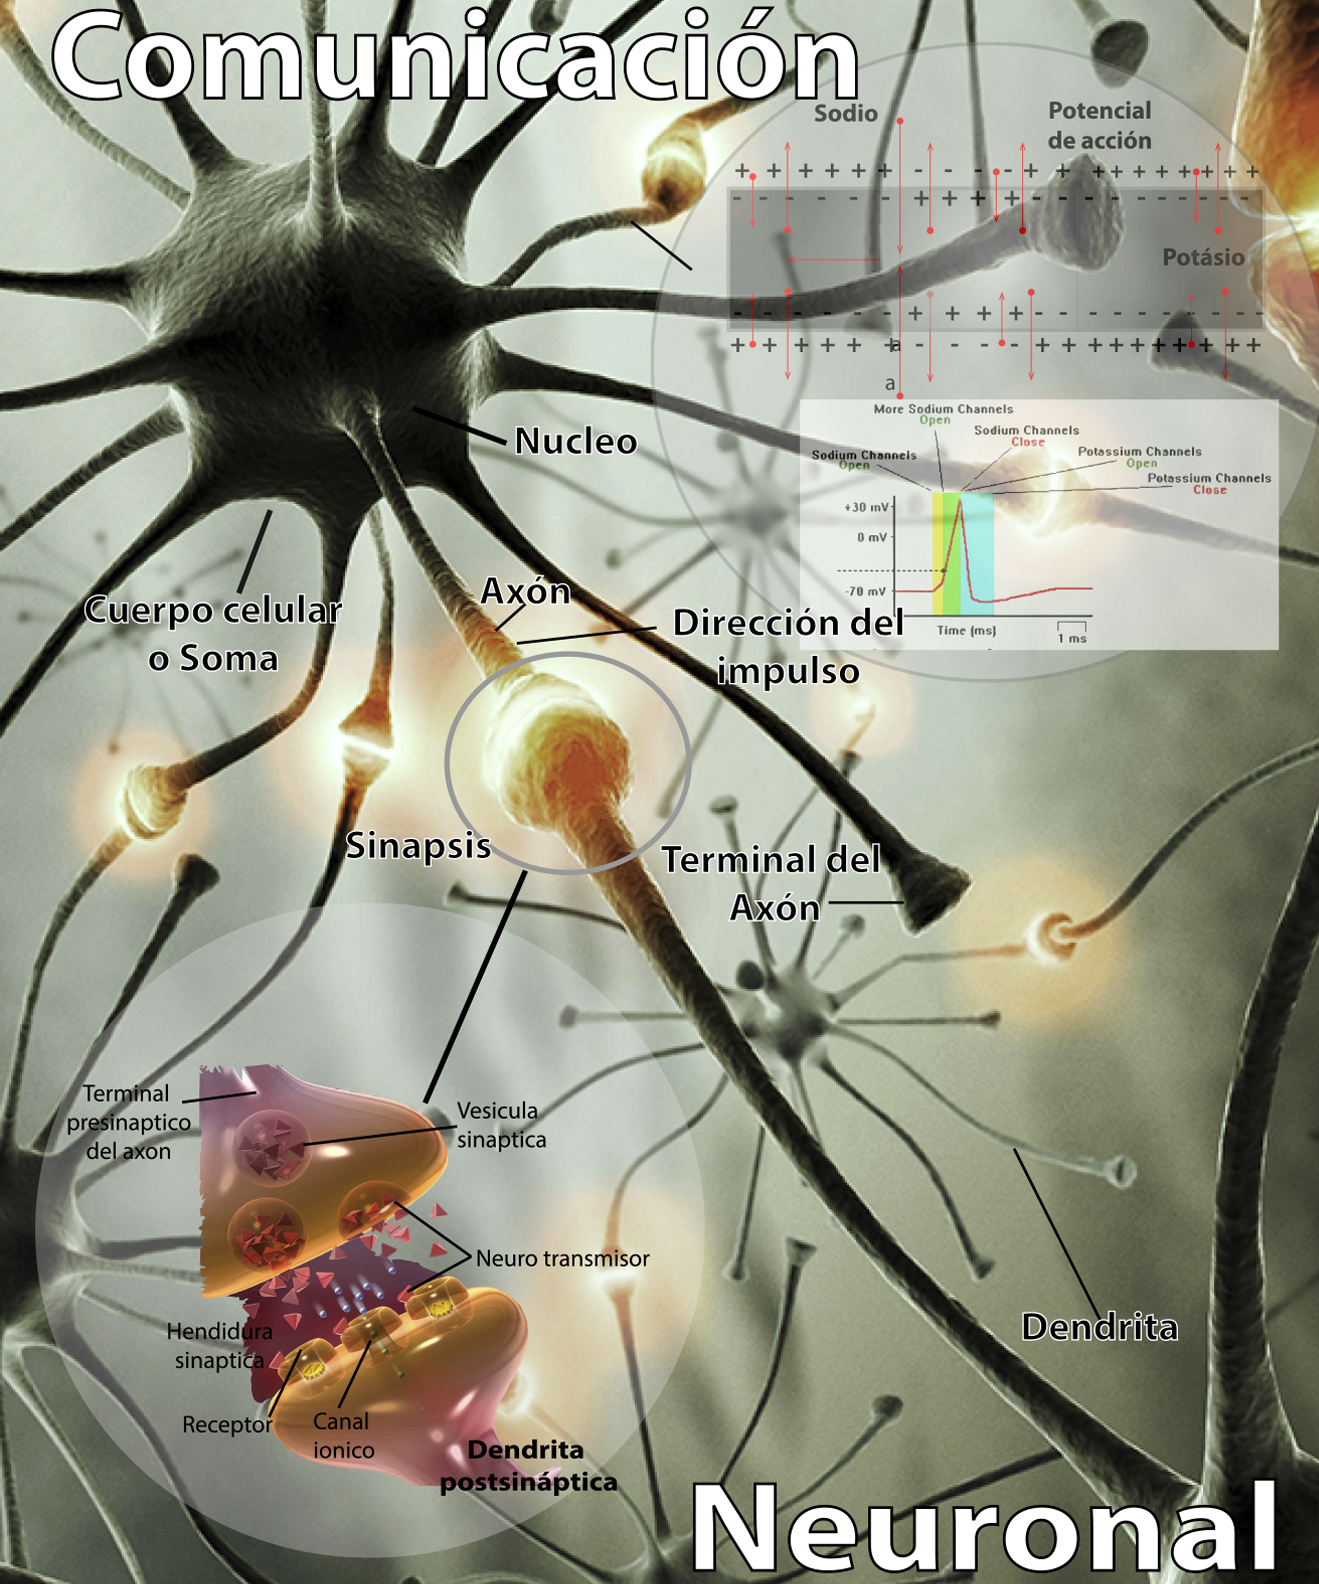 Comunicación
Sodio
Potencial
de acción
+ + + + + + - - - - + + + + + + + + + + +
- - - - - - + + + + - - - - - - - -
Potásio
- - - - - - + + + + - - - - - - - -
+ + + + + + - - - - + + + + + + + + + +
a
a
More Sodium Channels
Open
Sodium Channels
Close
Sodium Channels
Open
Potassium Channels
Open
Potassium Channels
Close
+30 mV
0 mV
-70 mV
Time (ms)
1 ms
Nucleo
Axón
Cuerpo celular
o Soma
Dirección del
impulso
Sinapsis
Terminal del
Axón
Terminal
presinaptico
del axon
Vesicula
sinaptica
Neuro transmisor
Hendidura
sinaptica
Receptor
Canal
ionico
Dendrita
postsináptica
Dendrita
Neuronal